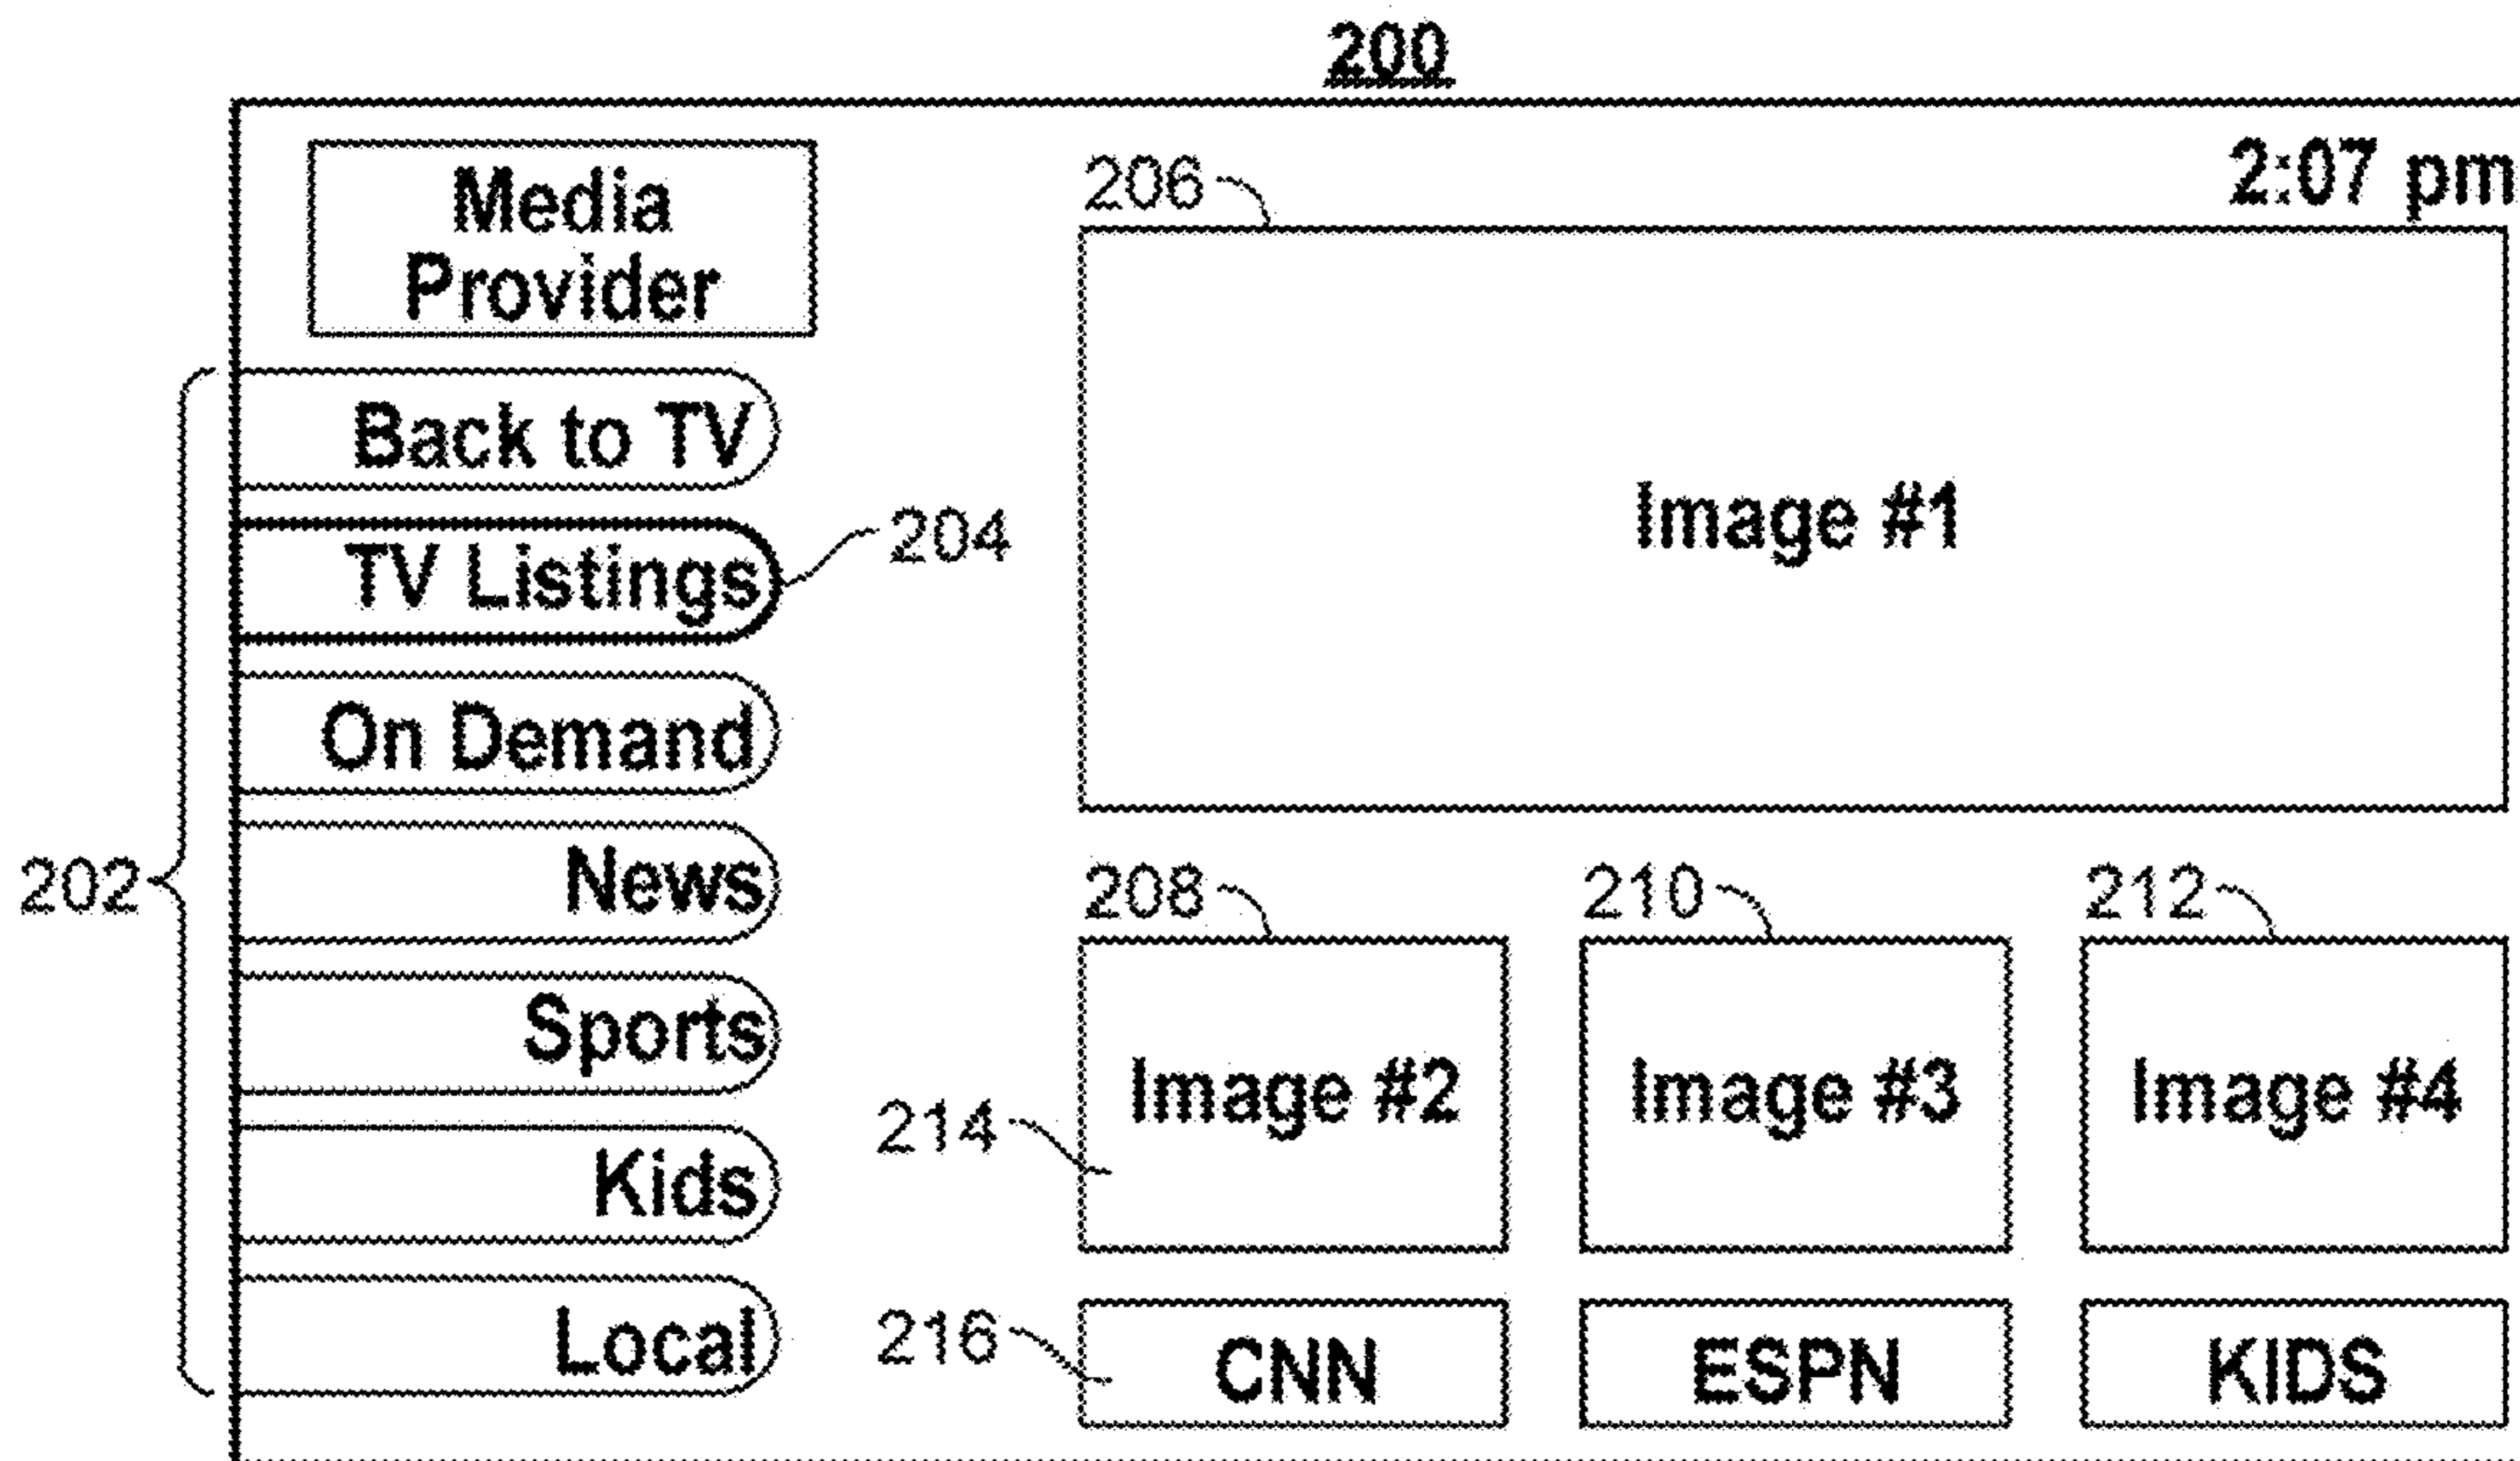 200
Media
Provider
2:07 pm
206
Back to TV
Image #1
204
TV Listings
On Demand
202
News
208
210
212
Sports
Image #2
Image #3
Image #4
214
Kids
216
Local
CNN
ESPN
KIDS